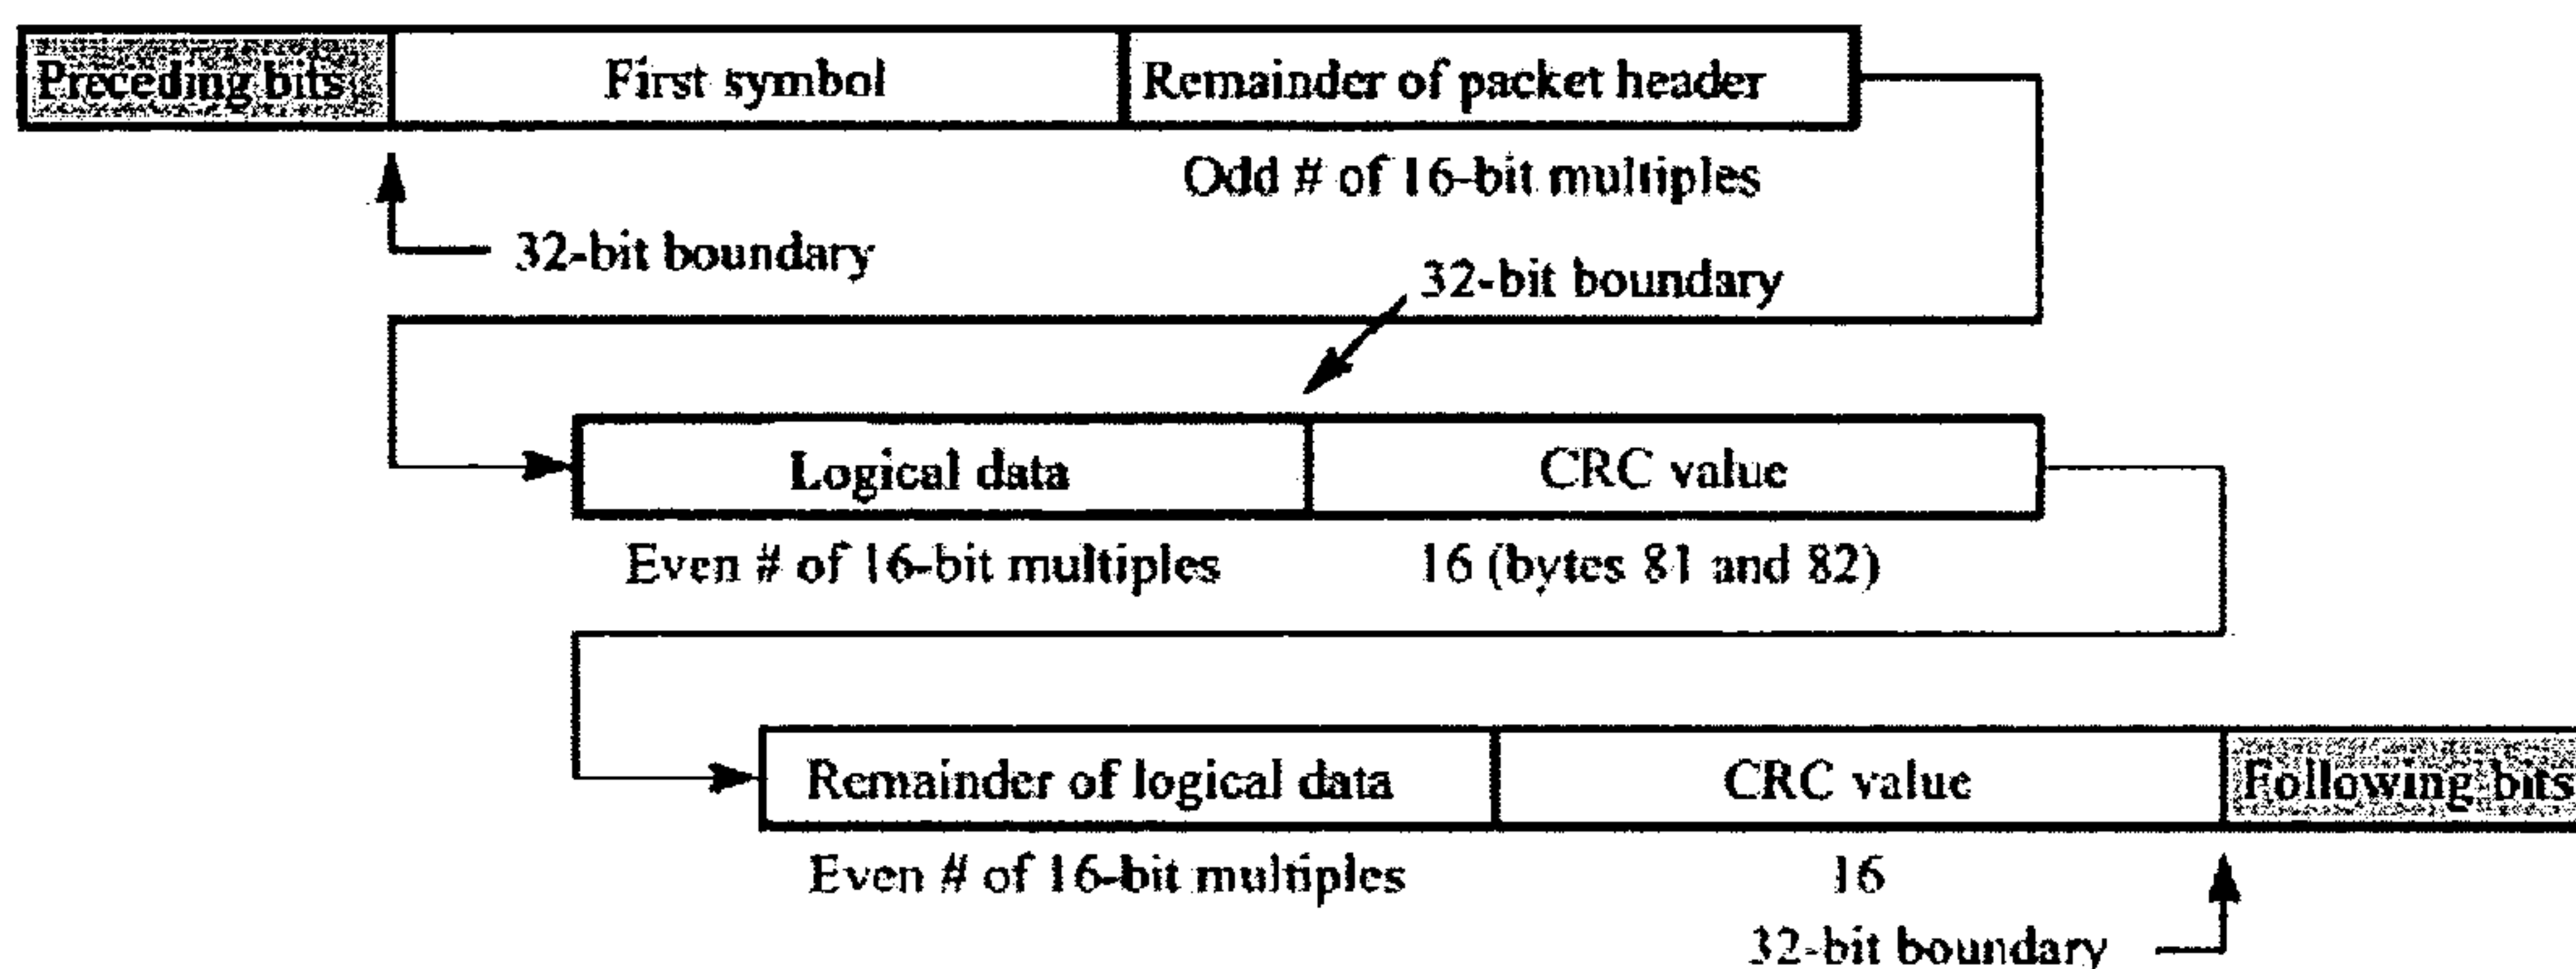 Preceding bits First symbol Remainder of packet header
Odd # of 16-bit multiples
32-bit boundary
32-bit boundary
Logical data CRC value
Even # of 16-bit multiples 16 (bytes 81 and 82)
Remainder of logical data CRC value Following bits
Even # of 16-bit multiples 16
32-bit boundary